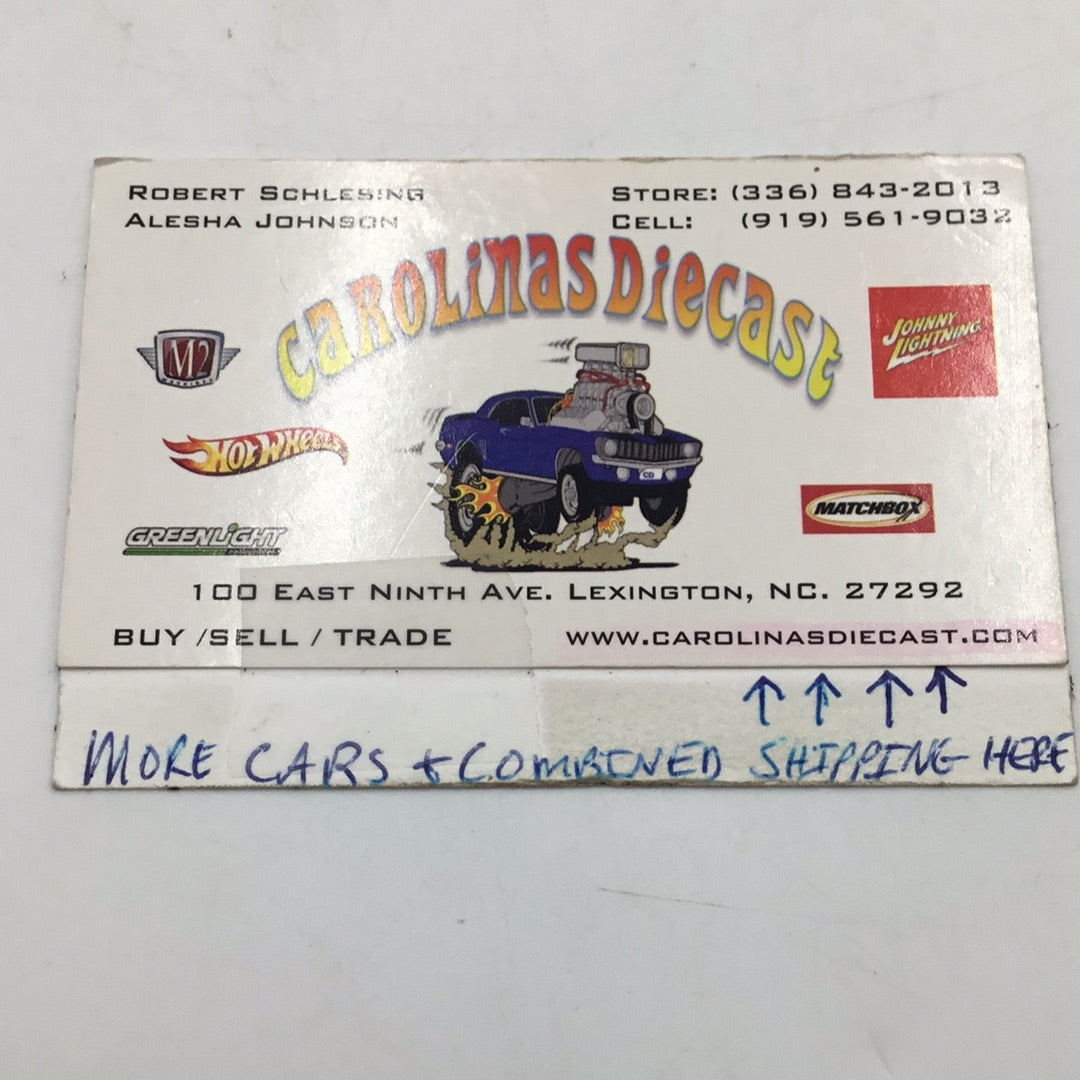 ROBERT SCHLESING
ALESHA JOHNSON
STORE: (336) 843-2013
CELL: (919) 561-9032
CAROLINAS DIECAST
M2
JOHNNY LIGHTNING
HOT WHEELS
CD
MATCHBOX
GREENLIGHT
100 EAST NINTH AVE. LEXINGTON, NC. 27292
BUY / SELL / TRADE
WWW.CAROLINASDIECAST.COM
↑ ↑ ↑ ↑
MORE CARS + COMBINED SHIPPING HERE